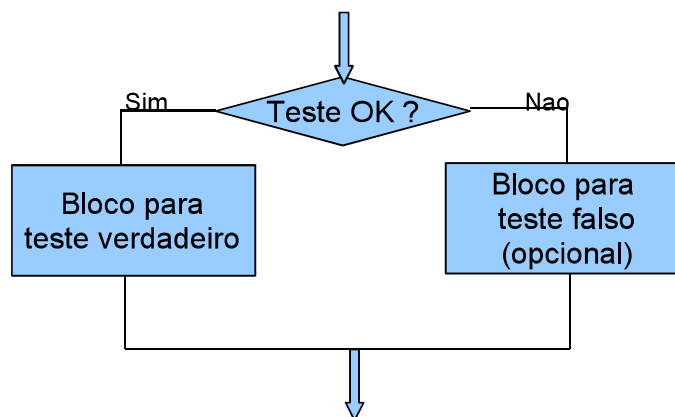 Sim
Teste OK ?
Nao
Bloco para
teste verdadeiro
Bloco para
teste falso
(opcional)